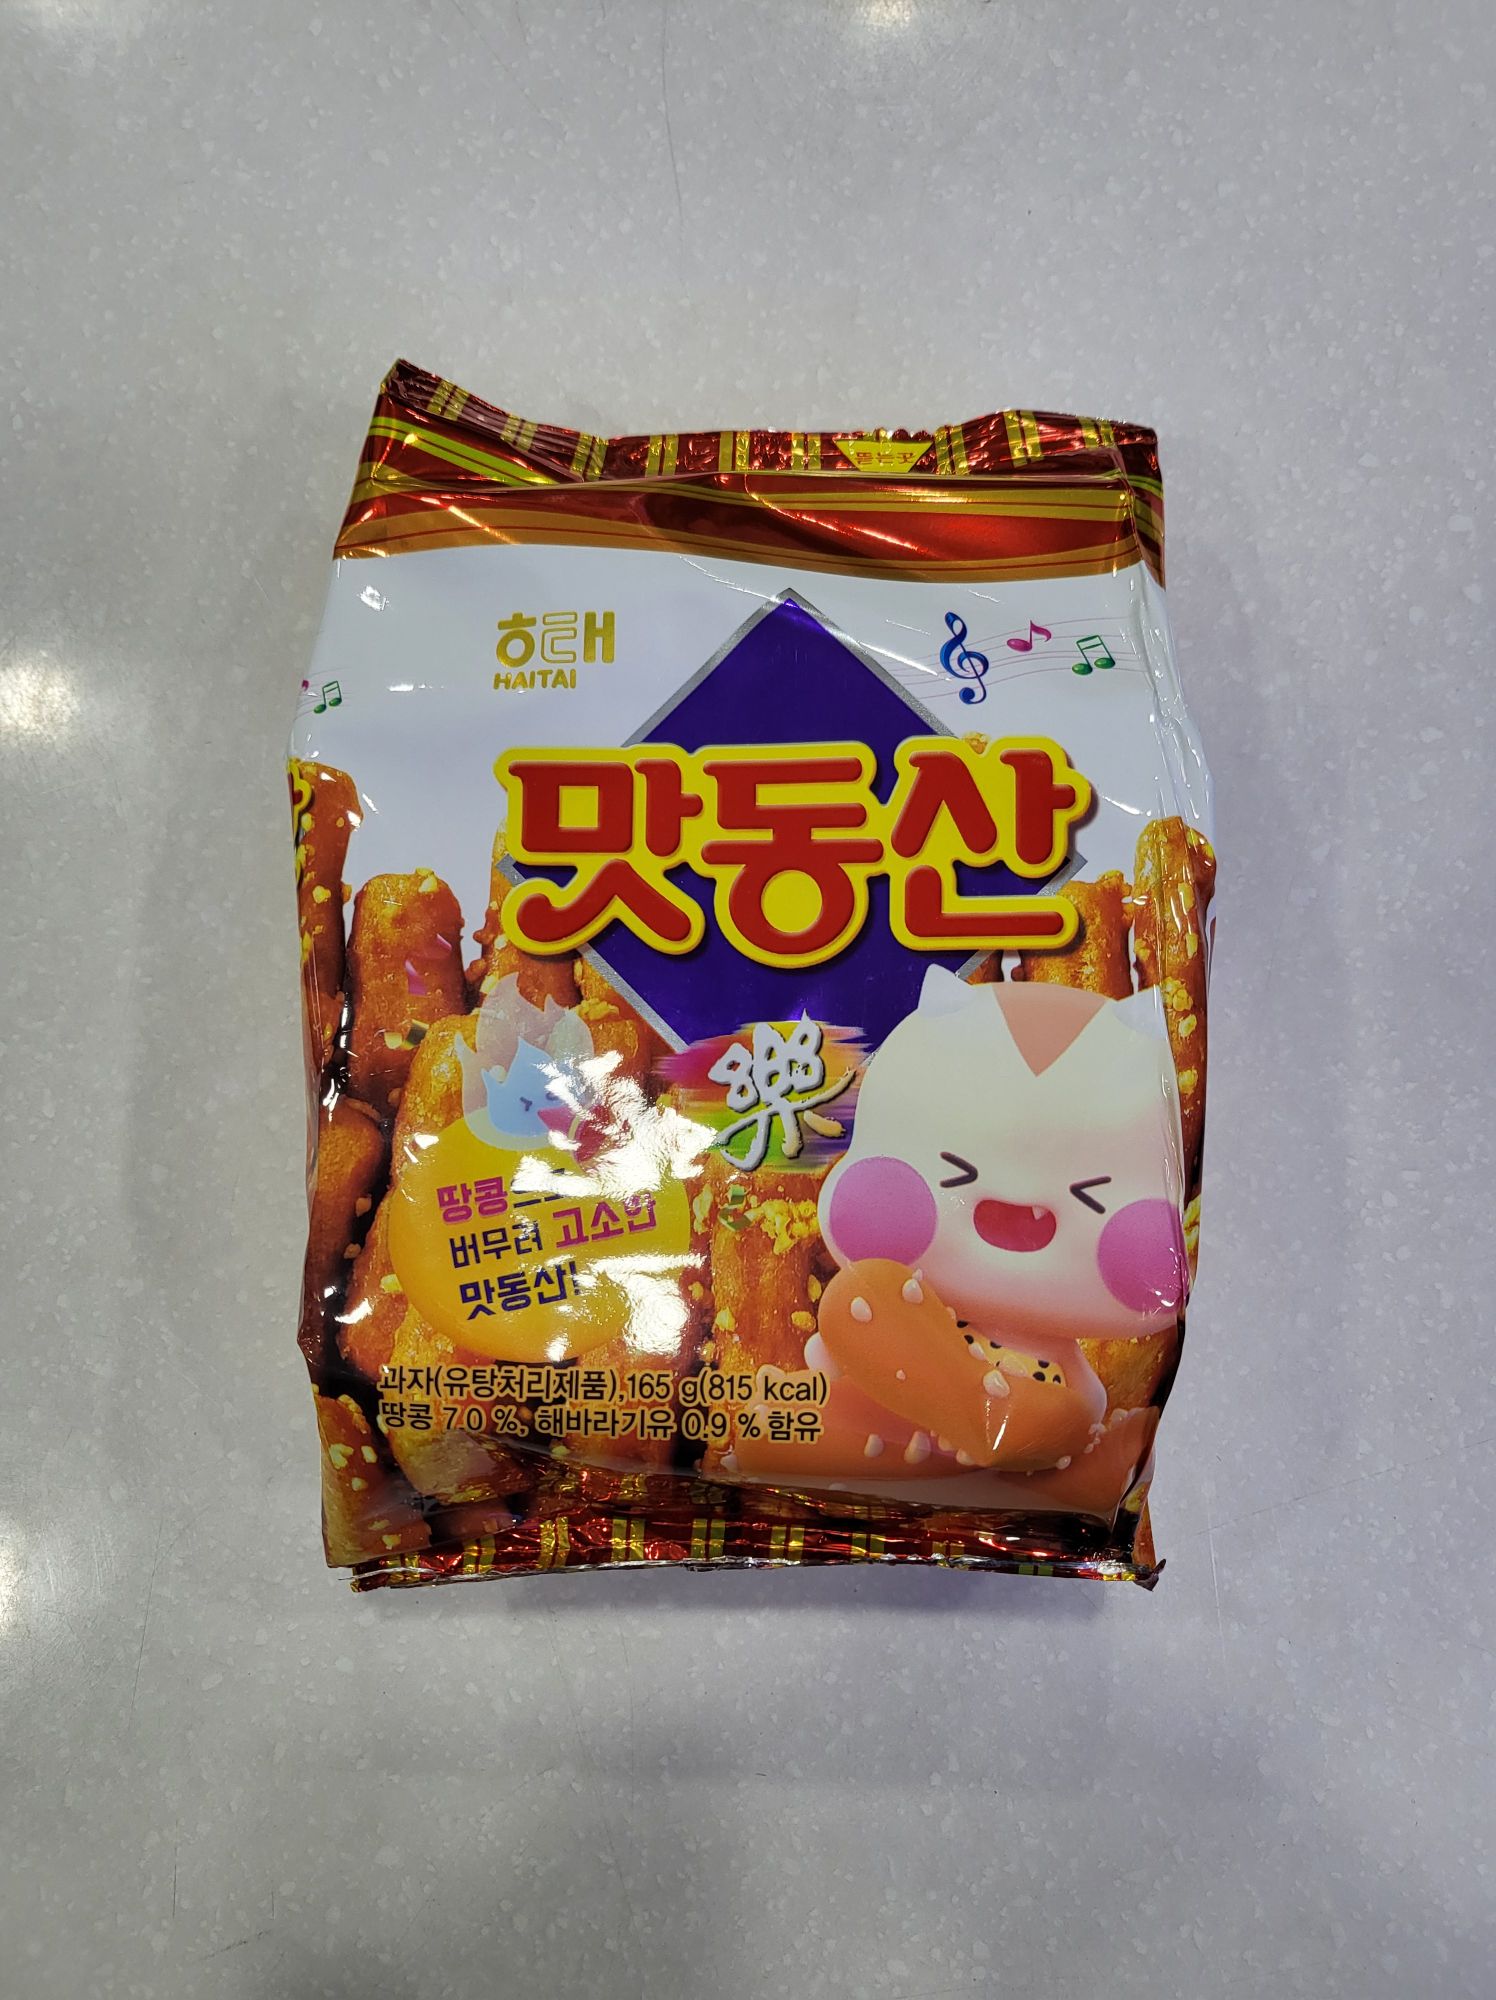 뜯는곳
해태
HAITAI
맛동산
樂
땅콩으로
버무려 고소한
맛동산!
과자(유탕처리제품),165 g(815 kcal)
땅콩 7.0 %, 해바라기유 0.9 % 함유